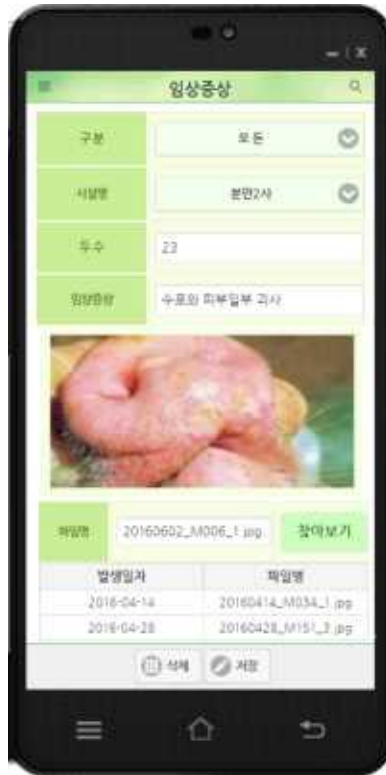 임상증상
구분 모돈
시설명 분만2사
두수 23
임상증상 수포와 피부일부 괴사
파일명 20160602_M006_1.jpg 찾아보기
발생일자 파일명
2016-04-14 20160414_M034_1.jpg
2016-04-28 20160428_M151_3.jpg
삭제 저장